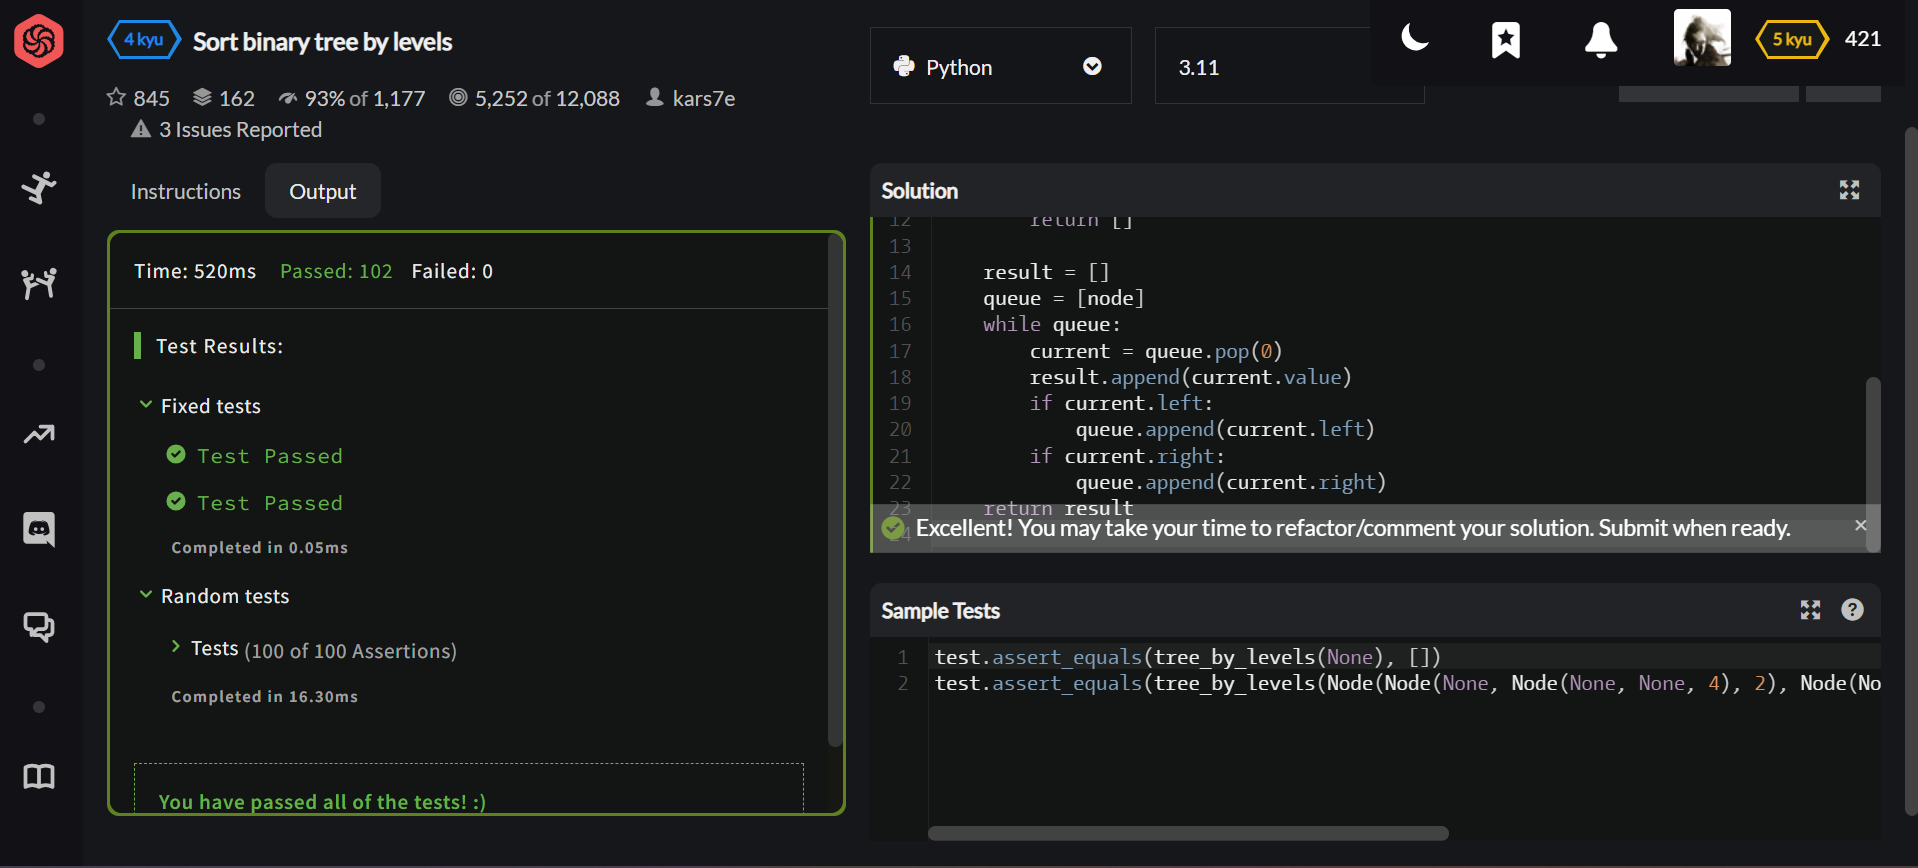 4 kyu Sort binary tree by levels
845 162 93% of 1,177 5,252 of 12,088 kars7e
3 Issues Reported
Python
3.11
5 kyu 421
Instructions Output
Time: 520ms Passed: 102 Failed: 0
Test Results:
Fixed tests
Test Passed
Test Passed
Completed in 0.05ms
Random tests
Tests (100 of 100 Assertions)
Completed in 16.30ms
You have passed all of the tests! :)
Solution
12 return []
13
14 result = []
15 queue = [node]
16 while queue:
17 current = queue.pop(0)
18 result.append(current.value)
19 if current.left:
20 queue.append(current.left)
21 if current.right:
22 queue.append(current.right)
23 return result
24
Excellent! You may take your time to refactor/comment your solution. Submit when ready. ×
Sample Tests
1 test.assert_equals(tree_by_levels(None), [])
2 test.assert_equals(tree_by_levels(Node(Node(None, Node(None, None, 4), 2), Node(No